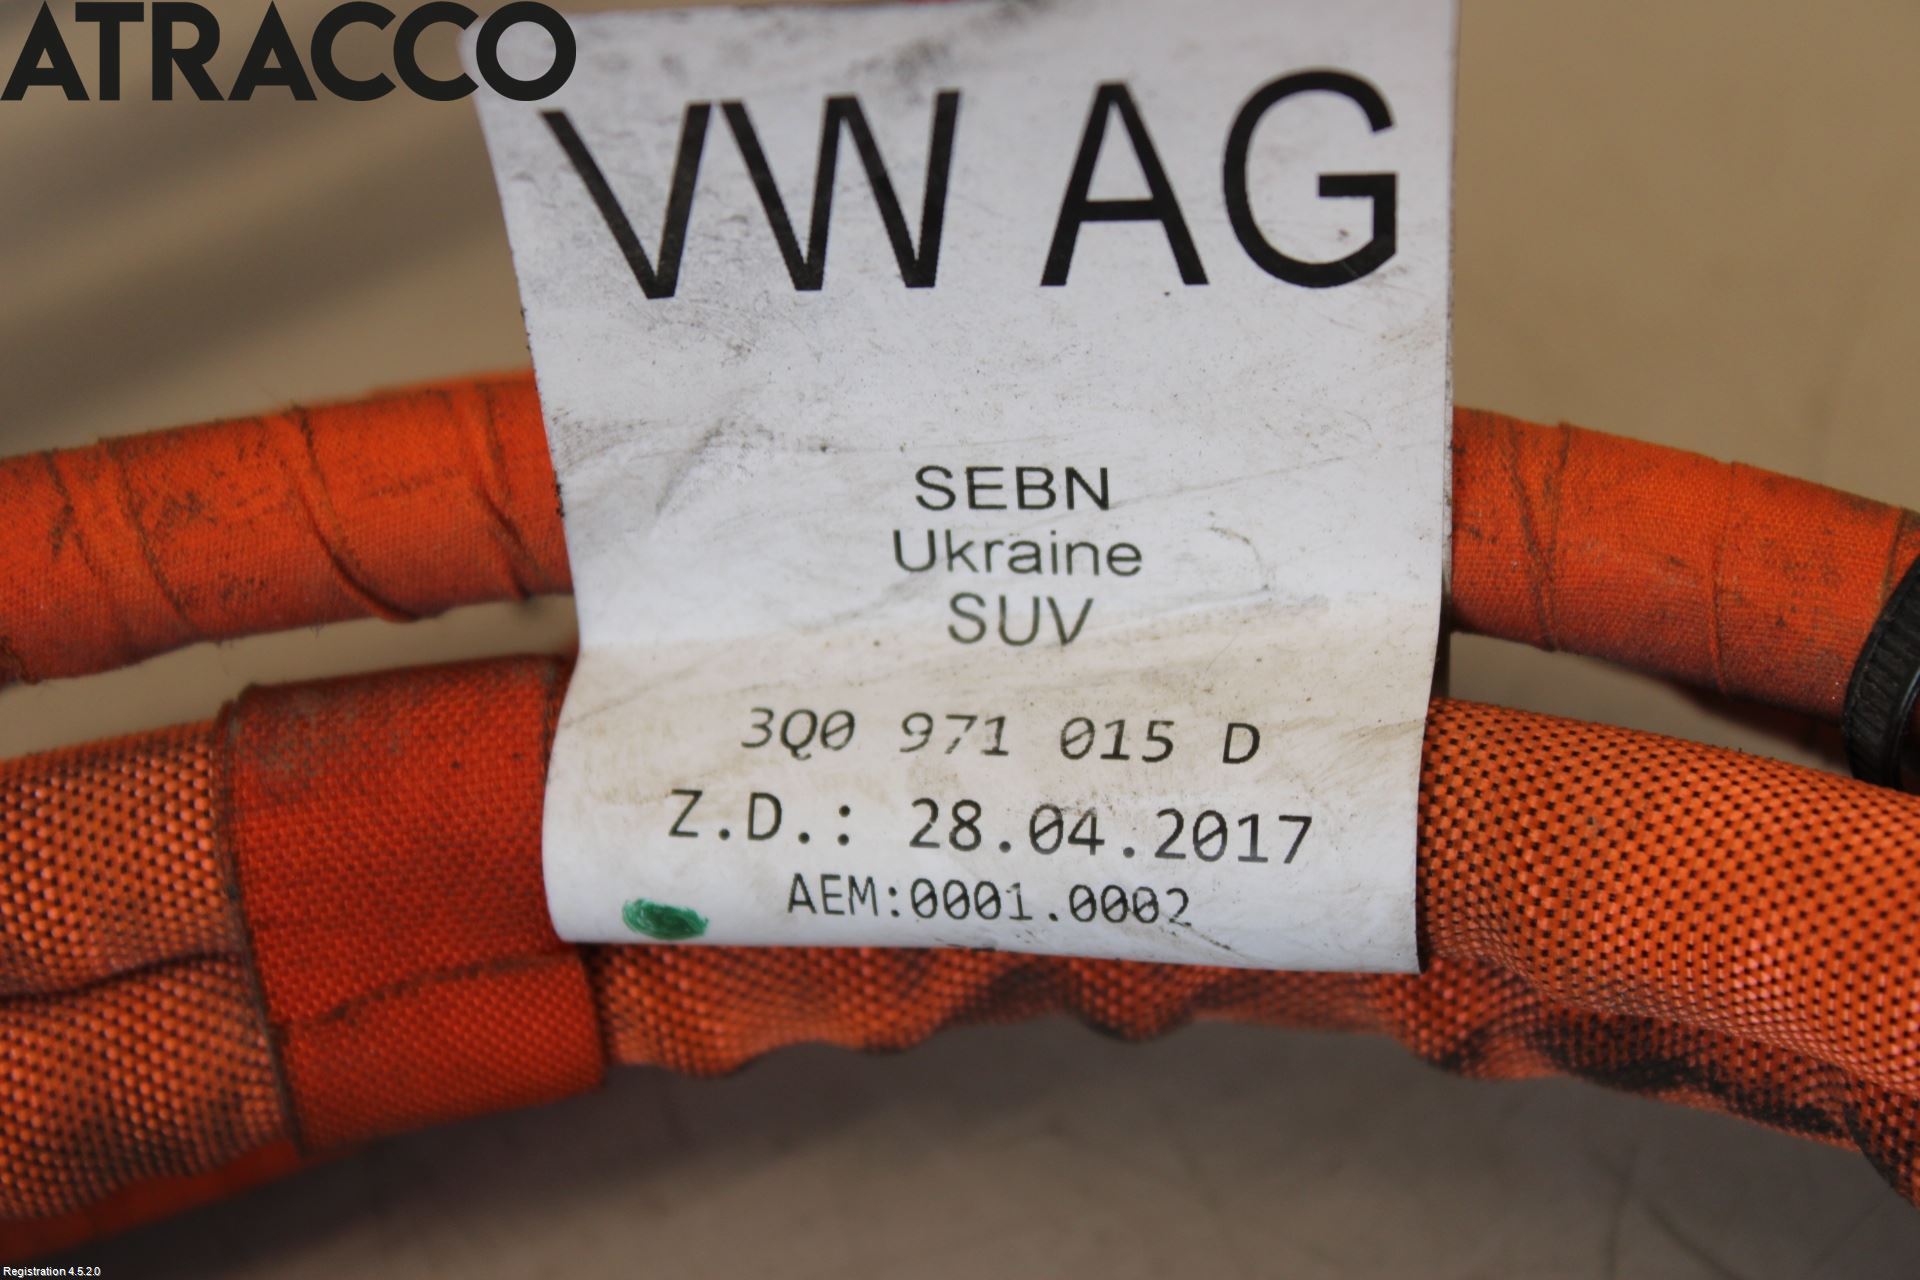 ATRACCO
VW AG
SEBN
Ukraine
SUV
3Q0 971 015 D
Z.D.: 28.04.2017
AEM:0001.0002
Registration 4.5.2.0